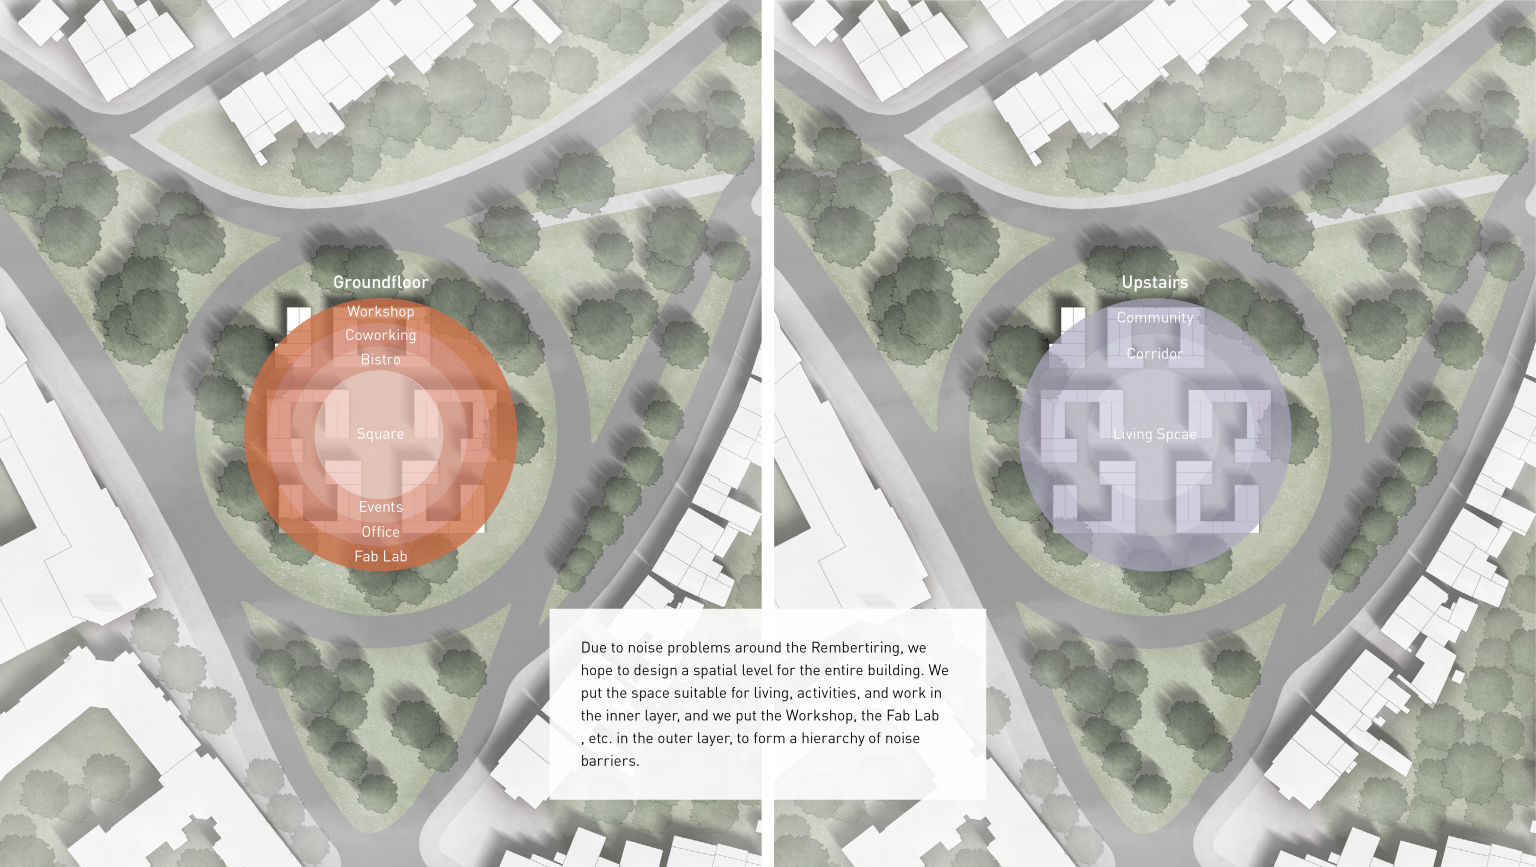 Groundfloor
Workshop
Coworking
Bistro
Square
Events
Office
Fab Lab
Upstairs
Community
Corridor
Living Spcae
Due to noise problems around the Rembertiring, we
hope to design a spatial level for the entire building. We
put the space suitable for living, activities, and work in
the inner layer, and we put the Workshop, the Fab Lab
, etc. in the outer layer, to form a hierarchy of noise
barriers.